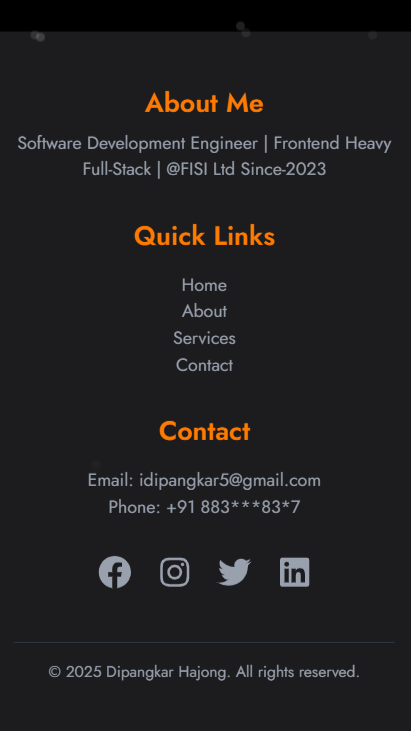 About Me
Software Development Engineer | Frontend Heavy
Full-Stack | @FISI Ltd Since-2023
Quick Links
Home
About
Services
Contact
Contact
Email: idipangkar5@gmail.com
Phone: +91 883***83*7
© 2025 Dipangkar Hajong. All rights reserved.